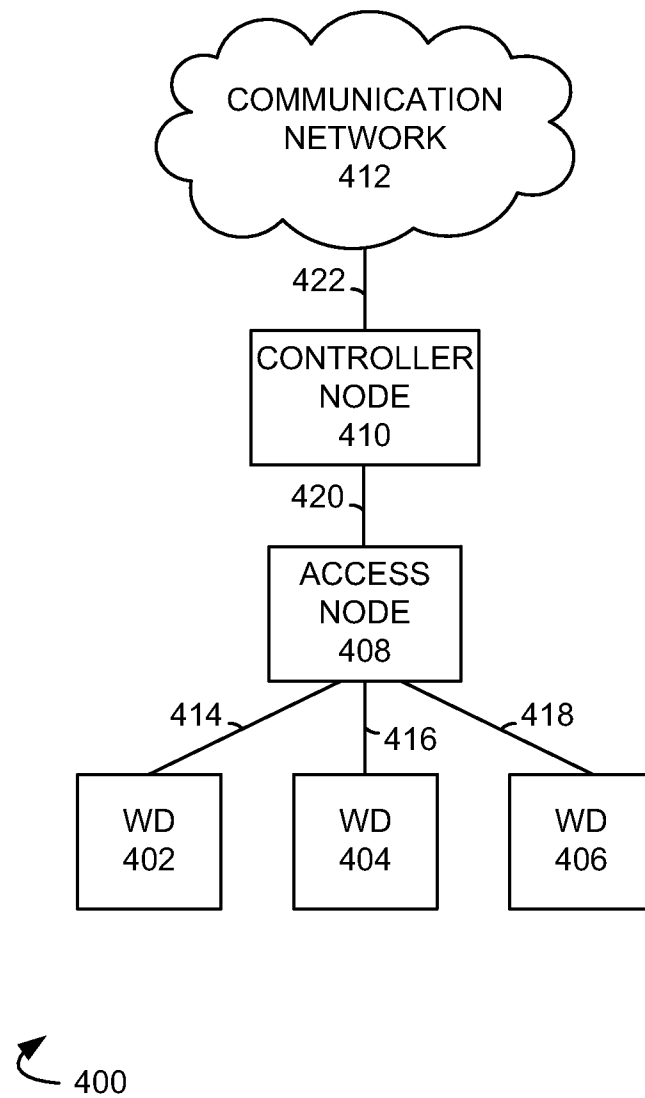 COMMUNICATION
NETWORK
412
422
CONTROLLER
NODE
410
420
ACCESS
NODE
408
414
416
418
WD
402
WD
404
WD
406
400